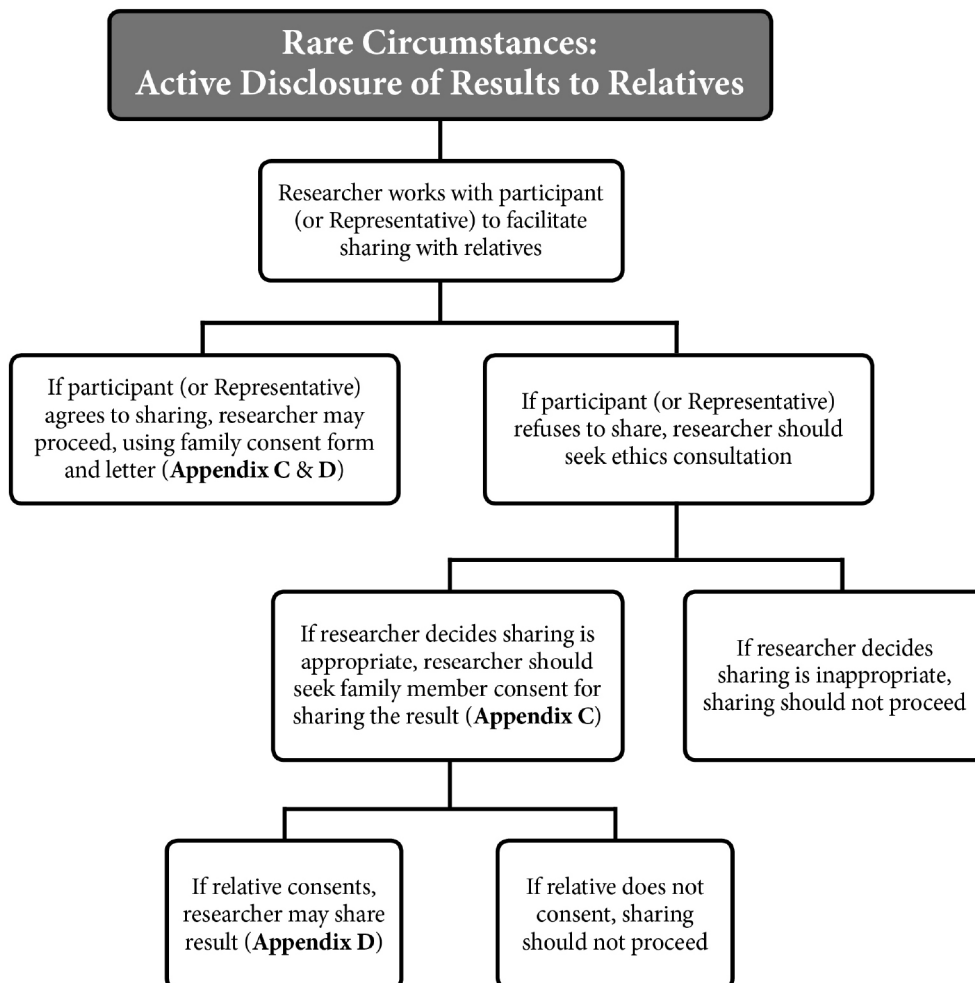 Rare Circumstances:
Active Disclosure of Results to Relatives
Researcher works with participant
(or Representative) to facilitate
sharing with relatives
If participant (or Representative)
agrees to sharing, researcher may
proceed, using family consent form
and letter (Appendix C & D)
If participant (or Representative)
refuses to share, researcher should
seek ethics consultation
If researcher decides sharing is
appropriate, researcher should
seek family member consent for
sharing the result (Appendix C)
If researcher decides
sharing is inappropriate,
sharing should not proceed
If relative consents,
researcher may share
result (Appendix D)
If relative does not
consent, sharing
should not proceed